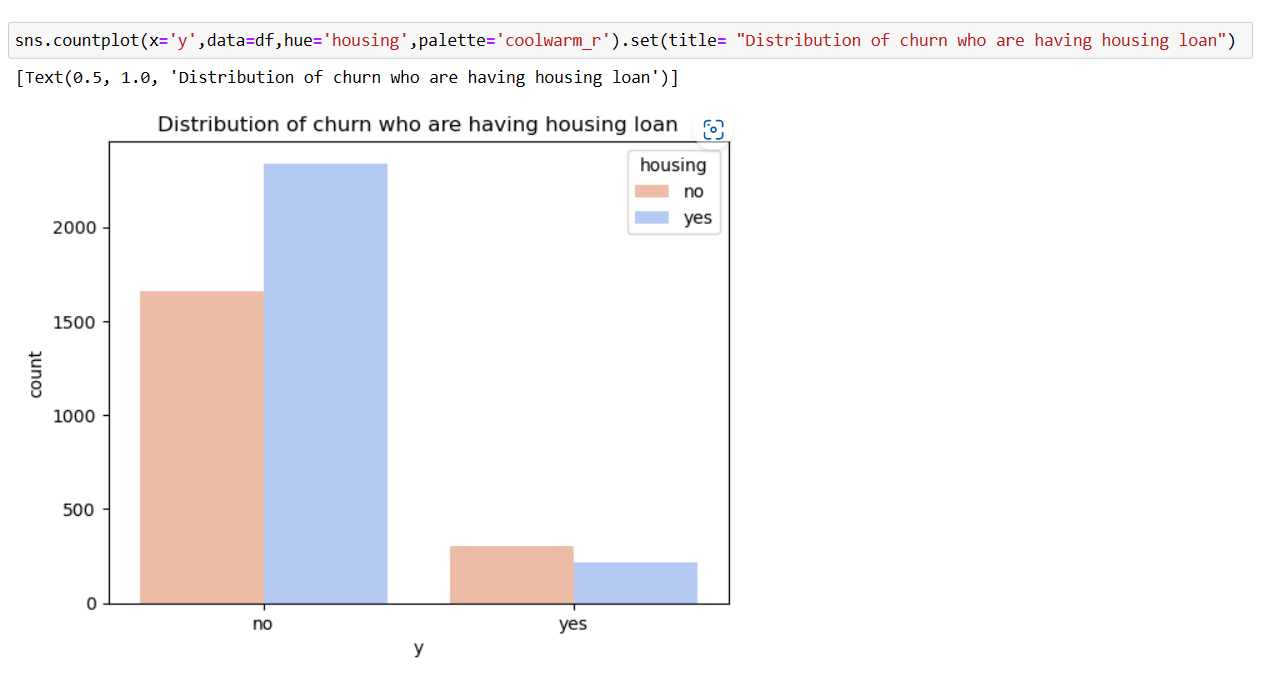 sns.countplot(x='y',data=df,hue='housing',palette='coolwarm_r').set(title= "Distribution of churn who are having housing loan")
[Text(0.5, 1.0, 'Distribution of churn who are having housing loan')]
Distribution of churn who are having housing loan
housing
no
yes
2000
1500
1000
500
0
count
no
yes
y